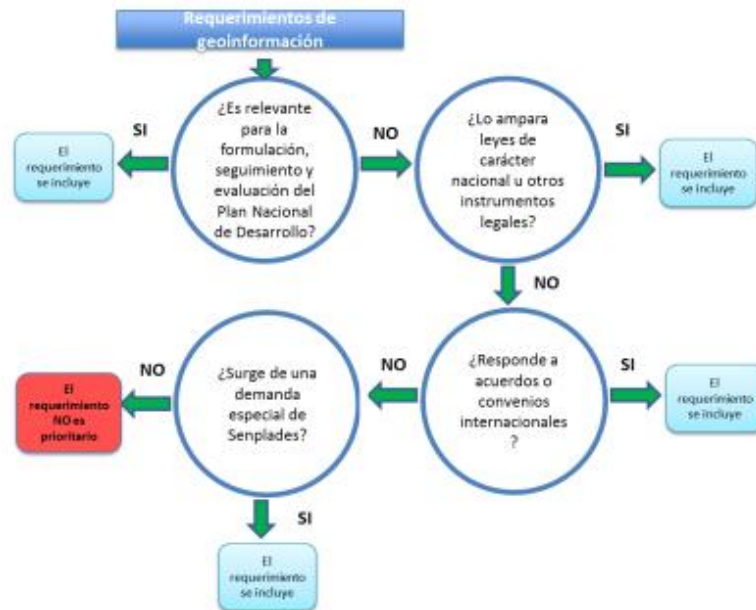 Requerimientos de
geoinformación
¿Es relevante
para la
formulación,
seguimiento y
evaluación del
Plan Nacional
de Desarrollo?
SI
El
requerimiento
se incluye
NO
¿Lo ampara
leyes de
carácter
nacional u otros
instrumentos
legales?
SI
El
requerimiento
se incluye
NO
¿Responde a
acuerdos o
convenios
internacionales
?
SI
El
requerimiento
se incluye
NO
¿Surge de una
demanda
especial de
Senplades?
NO
El
requerimiento
NO es
prioritario
SI
El
requerimiento
se incluye